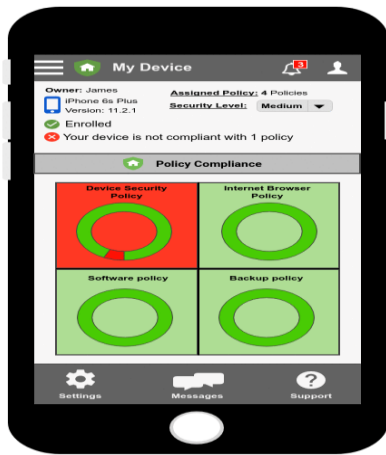 My Device
3
Owner: James
Assigned Policy: 4 Policies
iPhone 6s Plus
Version: 11.2.1
Security Level: Medium
Enrolled
Your device is not compliant with 1 policy
Policy Compliance
Device Security
Policy
Internet Browser
Policy
Software policy
Backup policy
?
Settings
Messages
Support